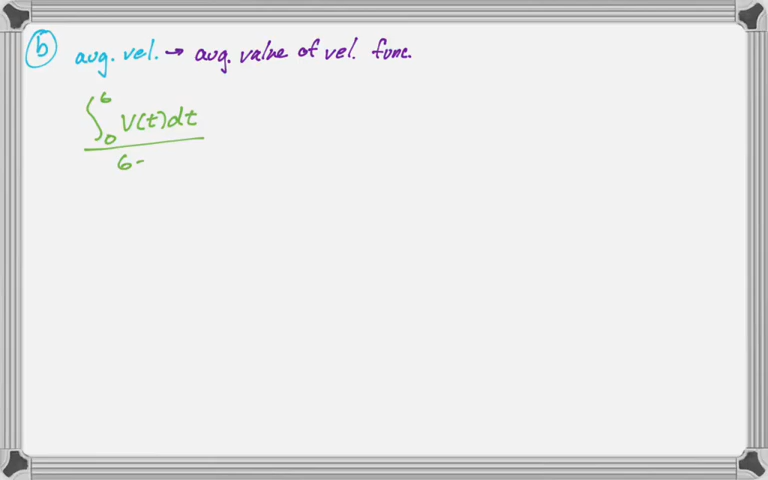 b avg. vel. → avg. value of vel. func.
∫₀⁶ V(t)dt
6-